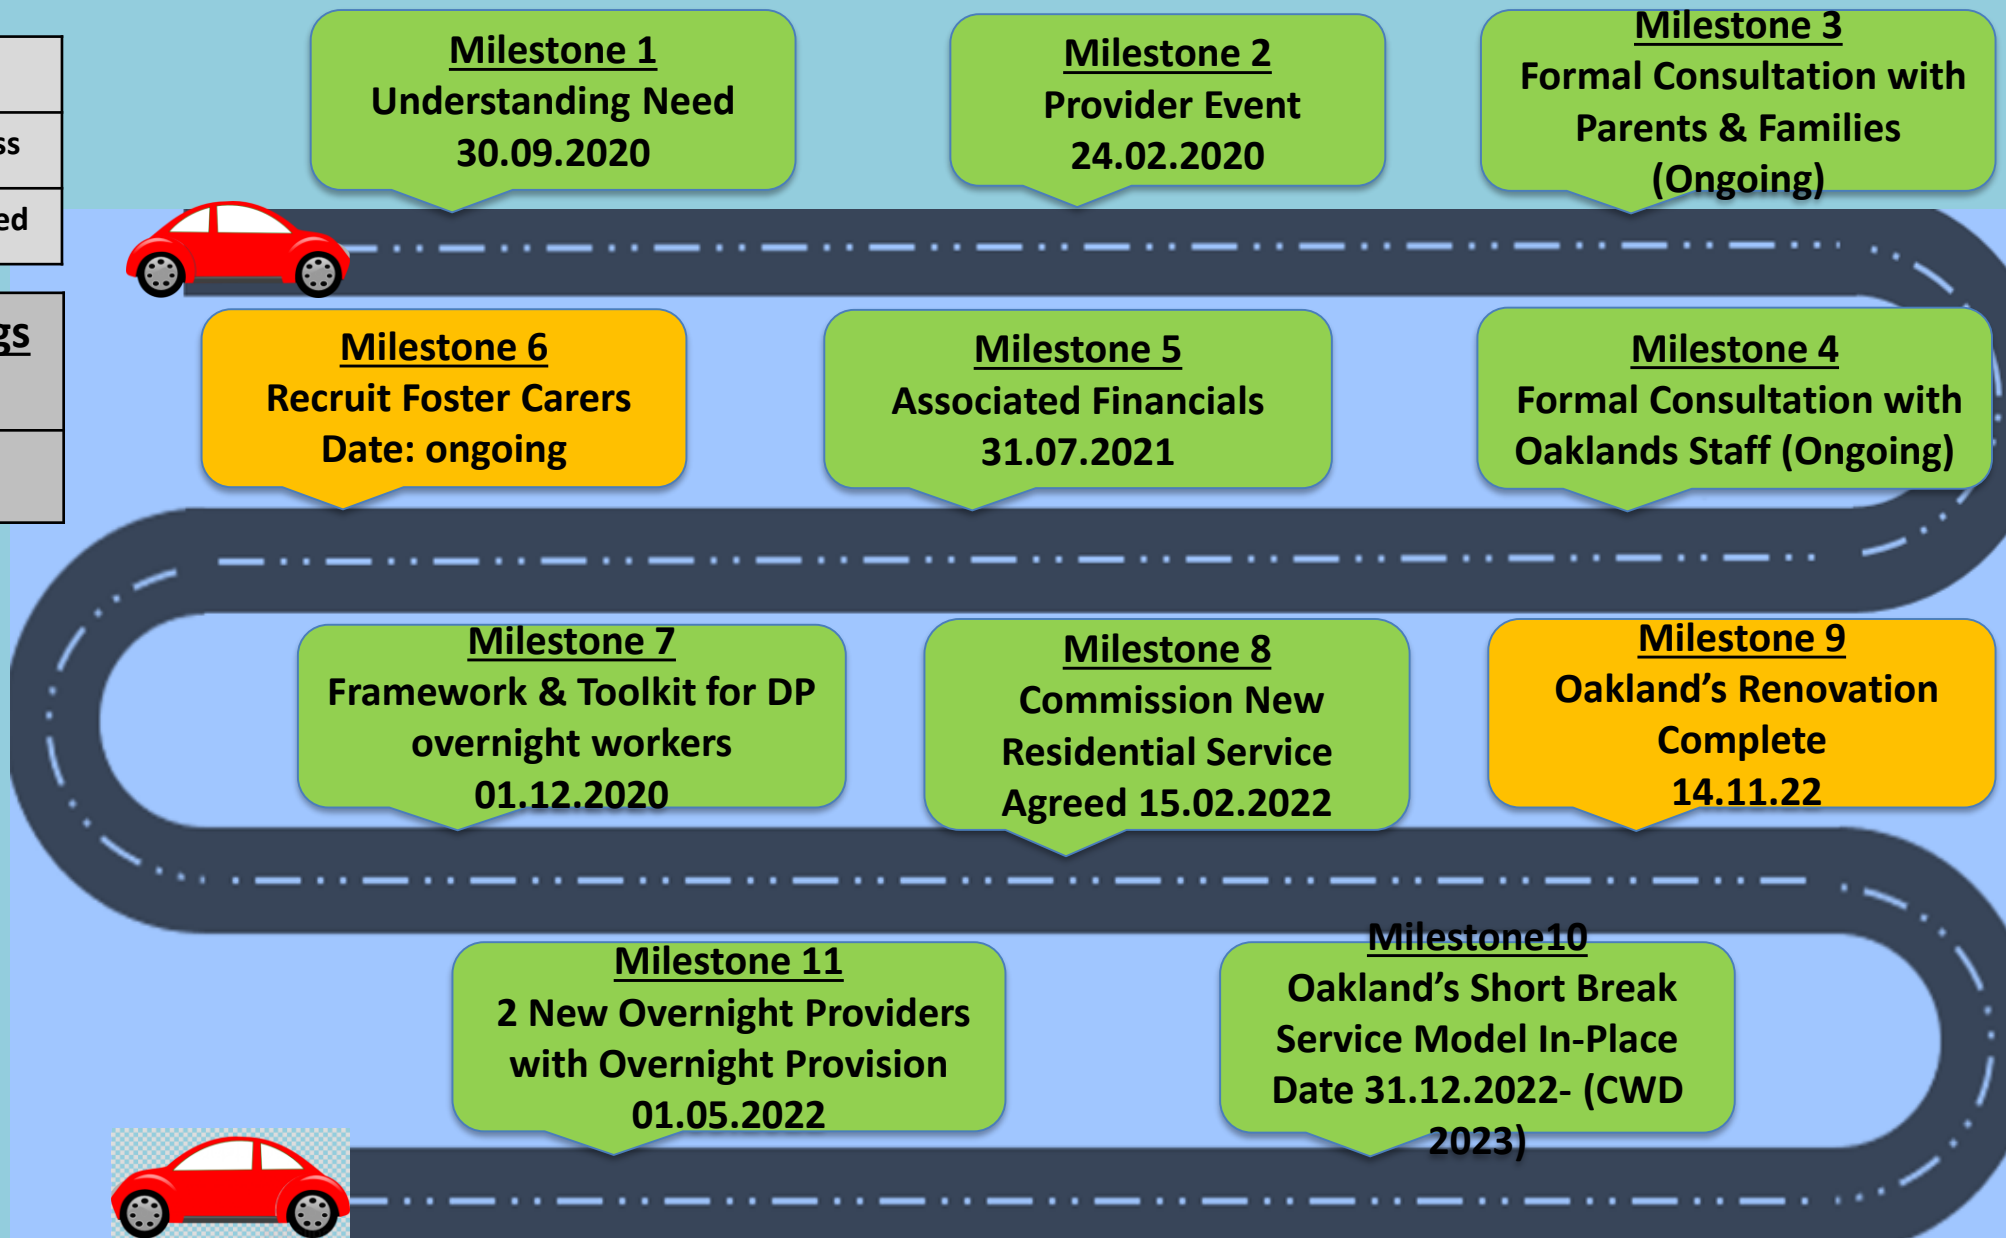 Milestone 1
Understanding Need
30.09.2020
Milestone 2
Provider Event
24.02.2020
Milestone 3
Formal Consultation with
Parents & Families
(Ongoing)
ss
ed
gs
Milestone 6
Recruit Foster Carers
Date: ongoing
Milestone 5
Associated Financials
31.07.2021
Milestone 4
Formal Consultation with
Oaklands Staff (Ongoing)
Milestone 7
Framework & Toolkit for DP
overnight workers
01.12.2020
Milestone 8
Commission New
Residential Service
Agreed 15.02.2022
Milestone 9
Oakland’s Renovation
Complete
14.11.22
Milestone 11
2 New Overnight Providers
with Overnight Provision
01.05.2022
Milestone10
Oakland’s Short Break
Service Model In-Place
Date 31.12.2022- (CWD
2023)